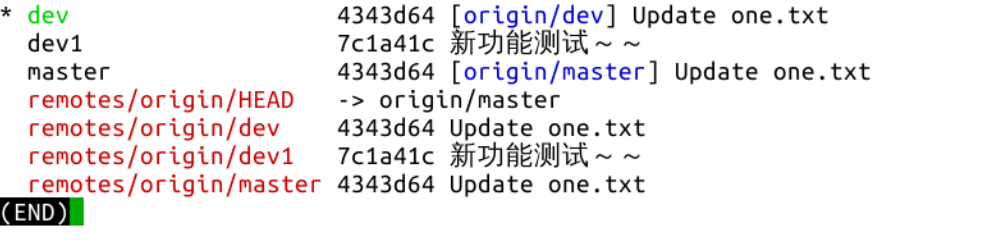 * dev 4343d64 [origin/dev] Update one.txt
dev1 7c1a41c 新功能测试～～
master 4343d64 [origin/master] Update one.txt
remotes/origin/HEAD -> origin/master
remotes/origin/dev 4343d64 Update one.txt
remotes/origin/dev1 7c1a41c 新功能测试～～
remotes/origin/master 4343d64 Update one.txt
(END)